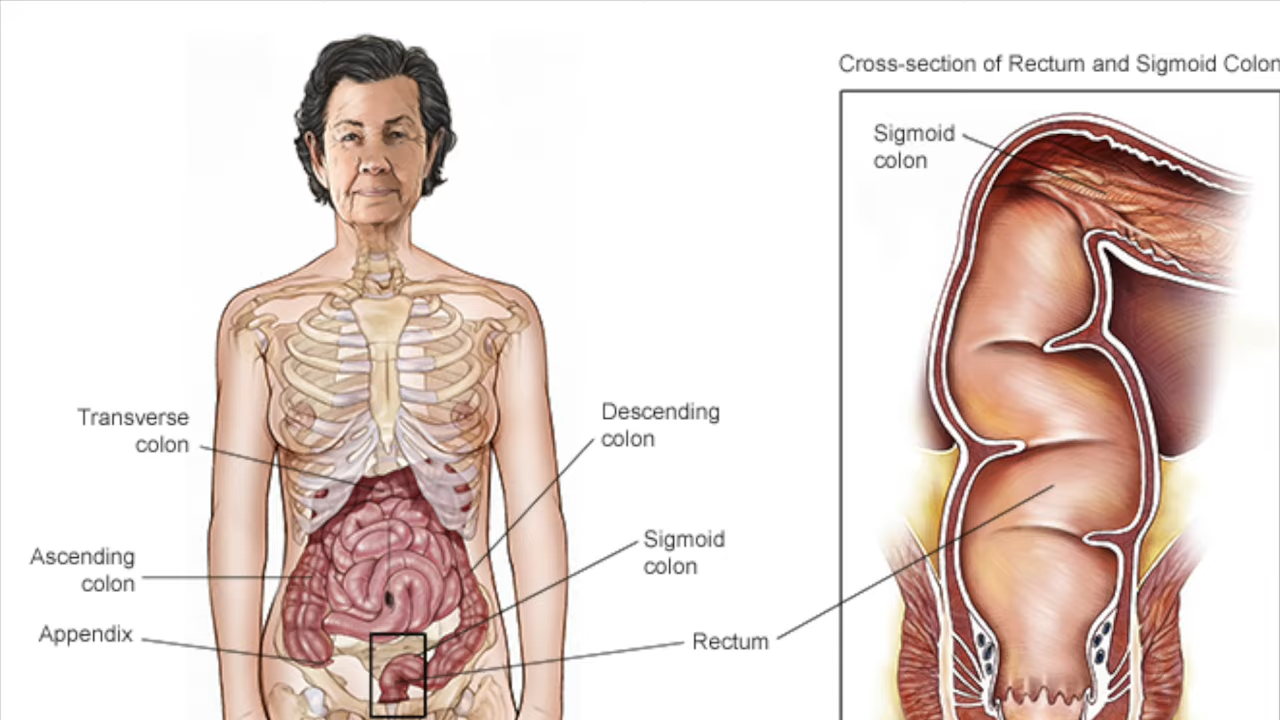 Cross-section of Rectum and Sigmoid Colon
Sigmoid
colon
Transverse
colon
Descending
colon
Ascending
colon
Sigmoid
colon
Appendix
Rectum